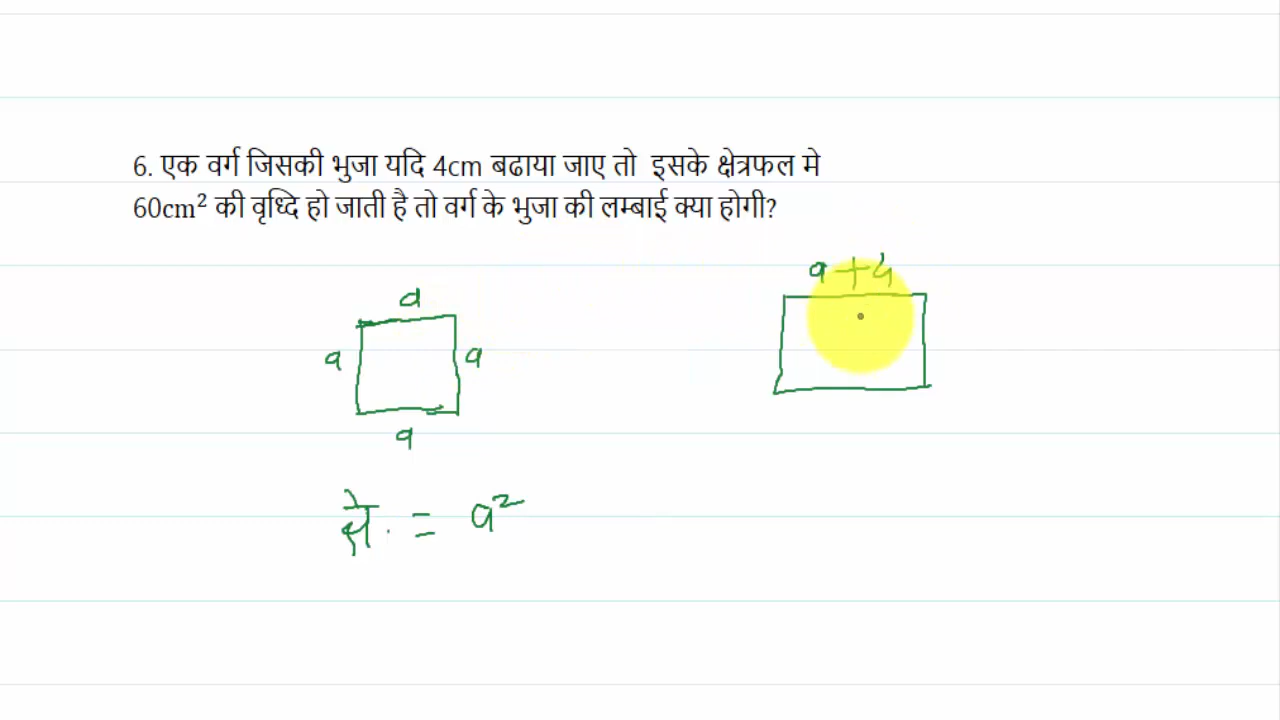 6. एक वर्ग जिसकी भुजा यदि 4cm बढाया जाए तो इसके क्षेत्रफल मे
60cm² की वृध्दि हो जाती है तो वर्ग के भुजा की लम्बाई क्या होगी?
a + 4
a
a a
a
क्षे. = a²